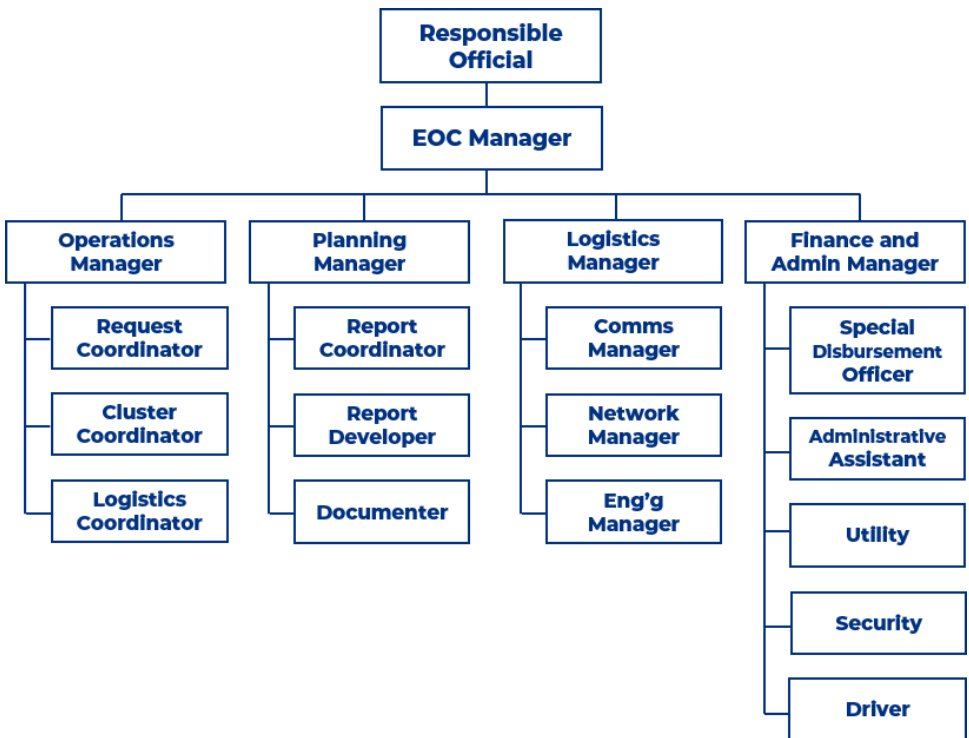 Responsible
Official
EOC Manager
Operations
Manager
Planning
Manager
Logistics
Manager
Finance and
Admin Manager
Request
Coordinator
Cluster
Coordinator
Logistics
Coordinator
Report
Coordinator
Report
Developer
Documenter
Comms
Manager
Network
Manager
Eng'g
Manager
Special
Disbursement
Officer
Administrative
Assistant
Utility
Security
Driver